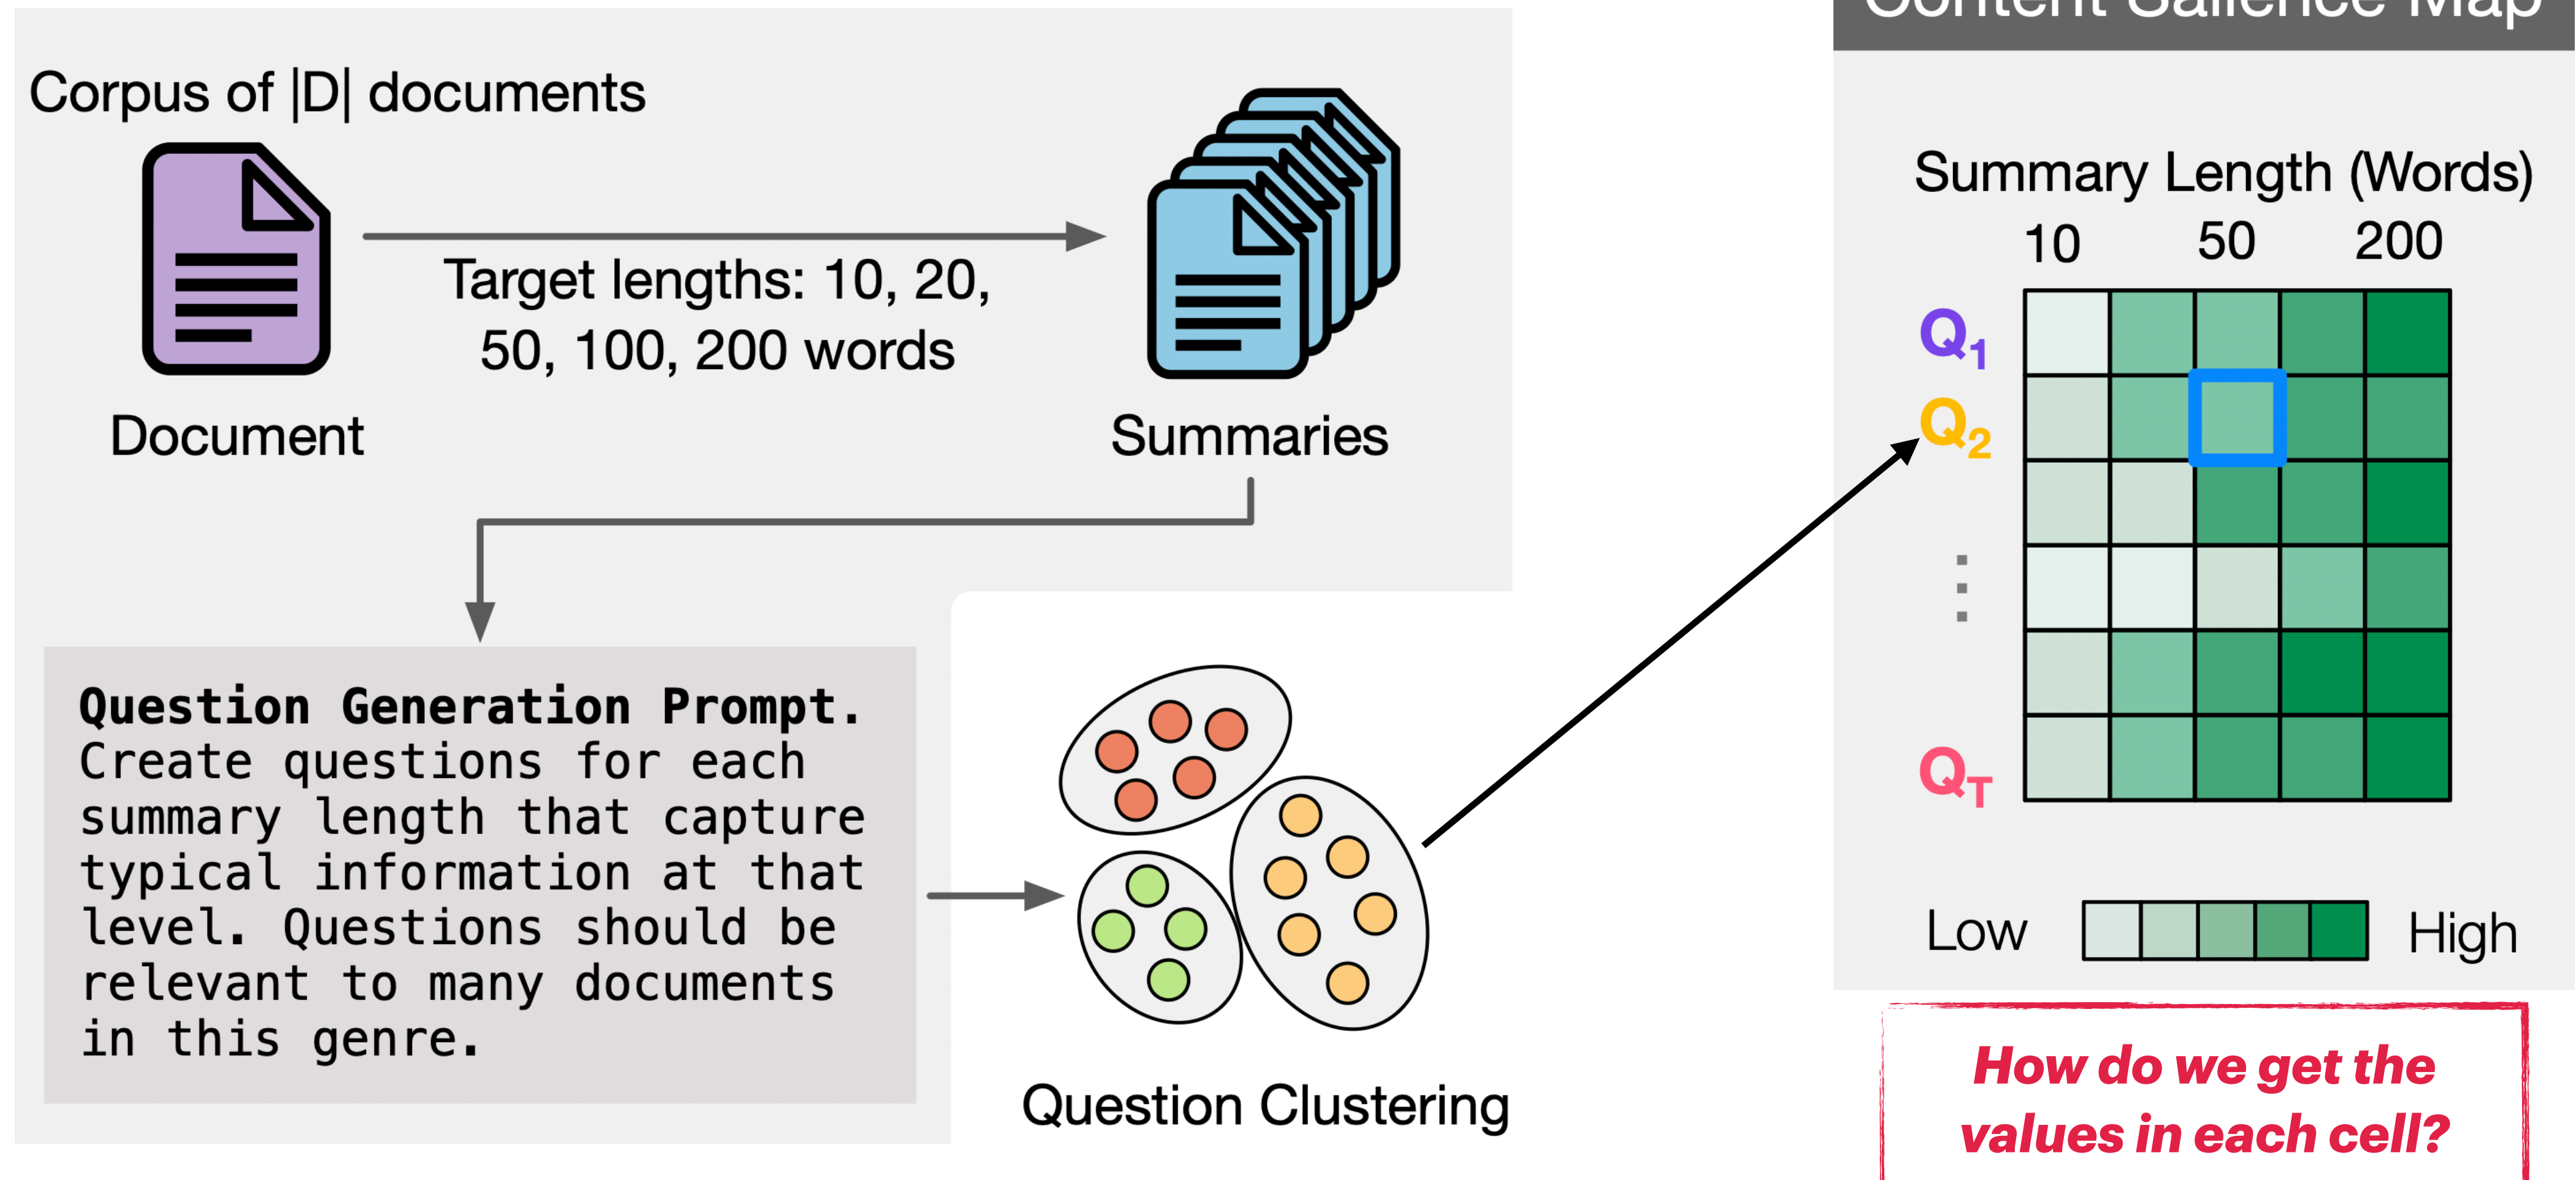 Content Salience Map
Corpus of |D| documents
Target lengths: 10, 20,
50, 100, 200 words
Document
Summaries
Question Generation Prompt.
Create questions for each
summary length that capture
typical information at that
level. Questions should be
relevant to many documents
in this genre.
Question Clustering
Summary Length (Words)
10 50 200
Q1
Q2
QT
Low High
How do we get the
values in each cell?